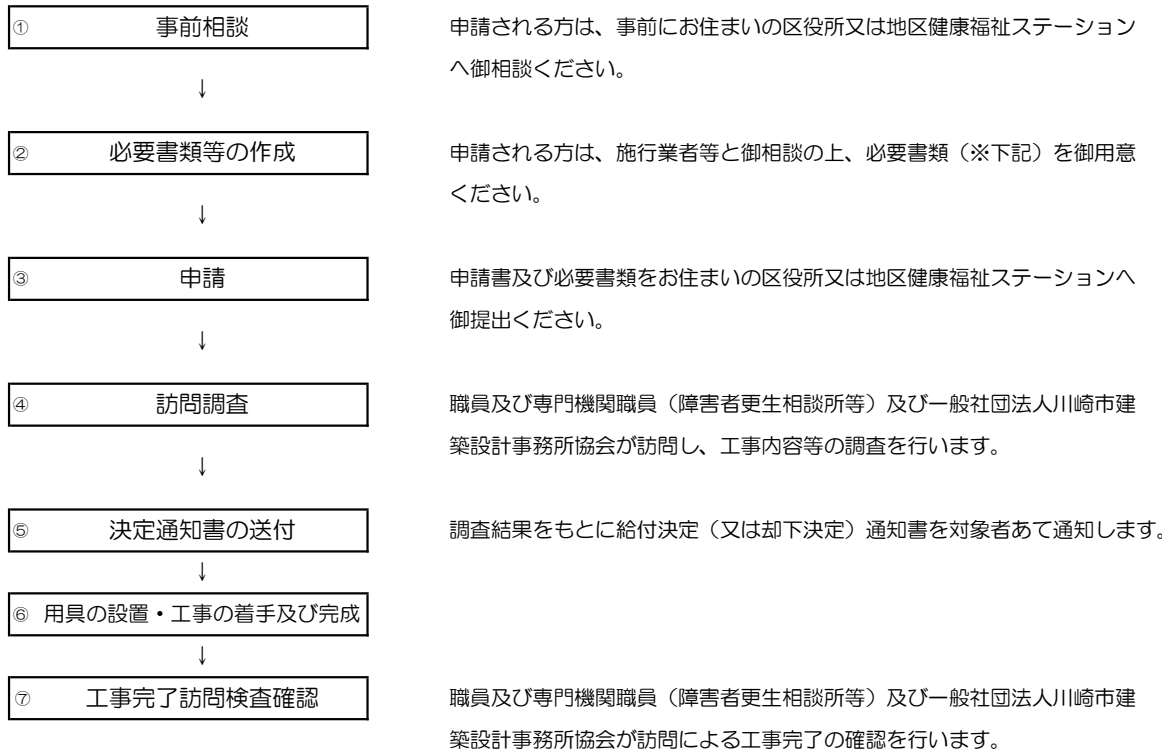 ① 事前相談
申請される方は、事前にお住まいの区役所又は地区健康福祉ステーション
へ御相談ください。
↓
② 必要書類等の作成
申請される方は、施行業者等と御相談の上、必要書類（※下記）を御用意
ください。
↓
③ 申請
申請書及び必要書類をお住まいの区役所又は地区健康福祉ステーションへ
御提出ください。
↓
④ 訪問調査
職員及び専門機関職員（障害者更生相談所等）及び一般社団法人川崎市建
築設計事務所協会が訪問し、工事内容等の調査を行います。
↓
⑤ 決定通知書の送付
調査結果をもとに給付決定（又は却下決定）通知書を対象者あて通知します。
↓
⑥ 用具の設置・工事の着手及び完成
↓
⑦ 工事完了訪問検査確認
職員及び専門機関職員（障害者更生相談所等）及び一般社団法人川崎市建
築設計事務所協会が訪問による工事完了の確認を行います。